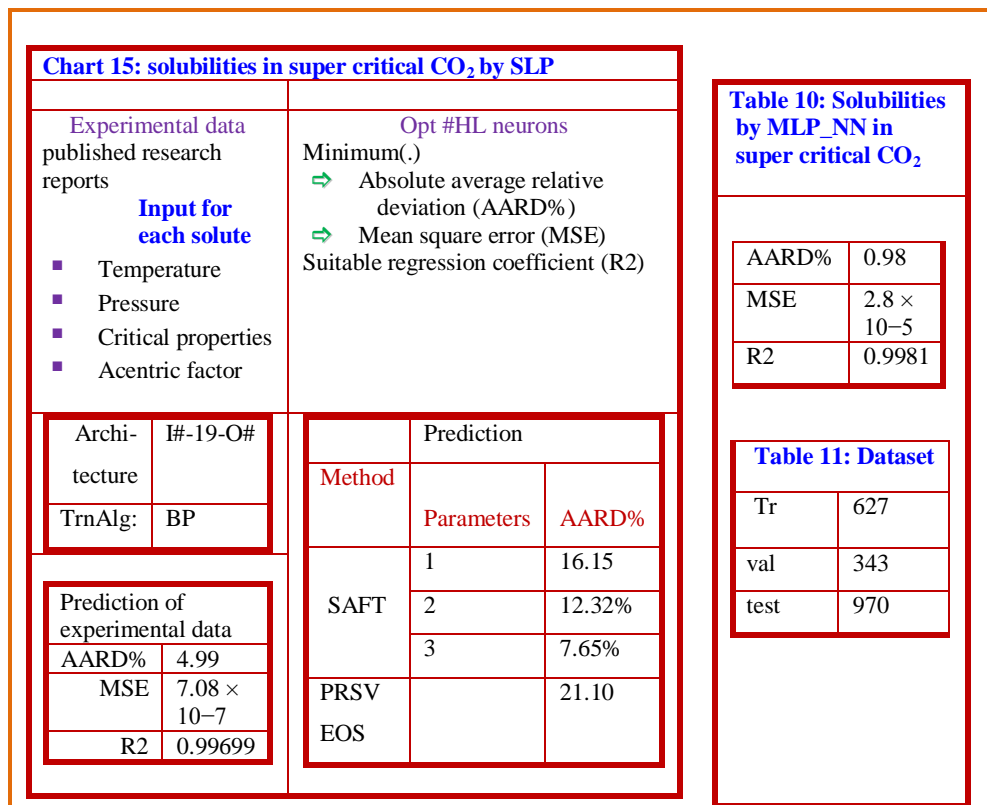 Chart 15: solubilities in super critical CO2 by SLP
Experimental data
published research
reports
Input for
each solute
Temperature
Pressure
Critical properties
Acentric factor
Opt #HL neurons
Minimum(.)
⇨ Absolute average relative
deviation (AARD%)
⇨ Mean square error (MSE)
Suitable regression coefficient (R2)
Archi- I#-19-O#
tecture
TrnAlg: BP
Prediction of
experimental data
AARD% 4.99
MSE 7.08 ×
10−7
R2 0.99699
Prediction
Method
Parameters AARD%
1 16.15
SAFT 2 12.32%
3 7.65%
PRSV 21.10
EOS
Table 10: Solubilities
by MLP_NN in
super critical CO2
AARD% 0.98
MSE 2.8 ×
10−5
R2 0.9981
Table 11: Dataset
Tr 627
val 343
test 970